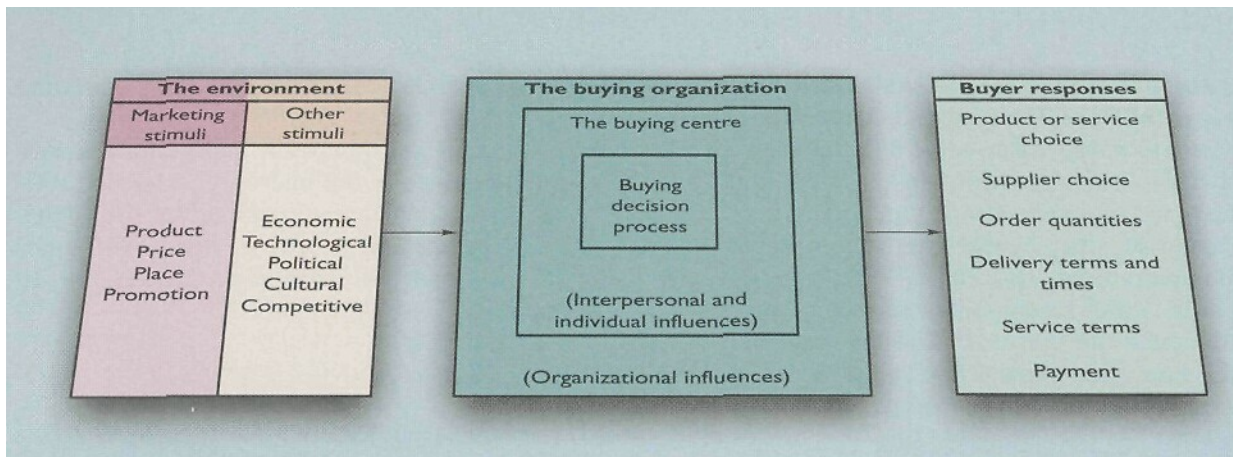 The environment
Marketing
stimuli
Other
stimuli
Product
Price
Place
Promotion
Economic
Technological
Political
Cultural
Competitive
The buying organization
The buying centre
Buying
decision
process
(Interpersonal and
individual influences)
(Organizational influences)
Buyer responses
Product or service
choice
Supplier choice
Order quantities
Delivery terms and
times
Service terms
Payment